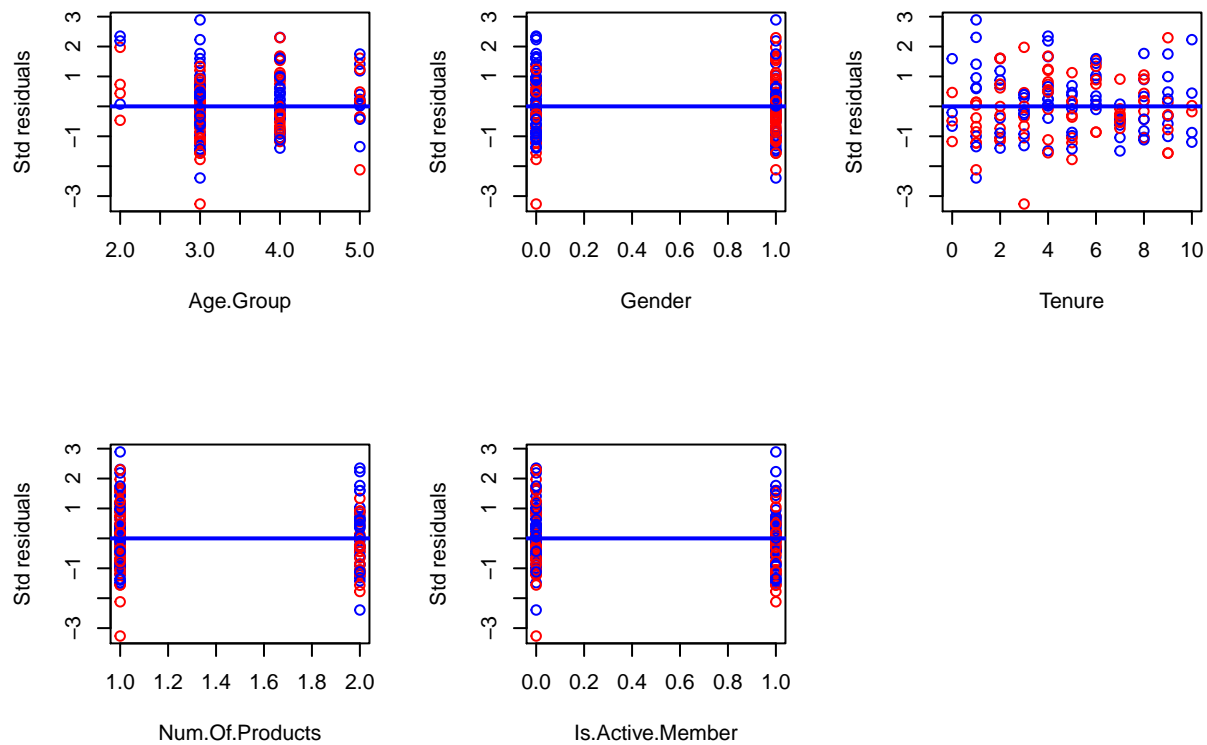 Std residuals
3
2
1
−1
−3
2.0 3.0 4.0 5.0
Age.Group
Std residuals
3
2
1
−1
−3
0.0 0.2 0.4 0.6 0.8 1.0
Gender
Std residuals
3
2
1
−1
−3
0 2 4 6 8 10
Tenure
Std residuals
3
2
1
−1
−3
1.0 1.2 1.4 1.6 1.8 2.0
Num.Of.Products
Std residuals
3
2
1
−1
−3
0.0 0.2 0.4 0.6 0.8 1.0
Is.Active.Member